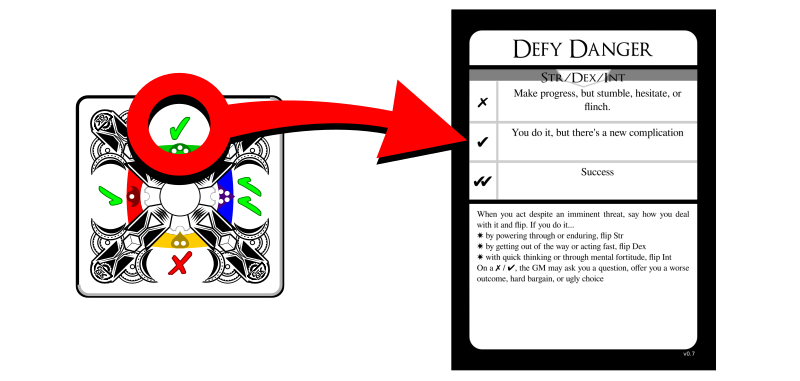 DEFY DANGER
STR/DEX/INT
✗ Make progress, but stumble, hesitate, or
flinch.
✔ You do it, but there's a new complication
✔✔ Success
When you act despite an imminent threat, say how you deal
with it and flip. If you do it...
✷ by powering through or enduring, flip Str
✷ by getting out of the way or acting fast, flip Dex
✷ with quick thinking or through mental fortitude, flip Int
On a ✗ / ✔, the GM may ask you a question, offer you a worse
outcome, hard bargain, or ugly choice
v0.7